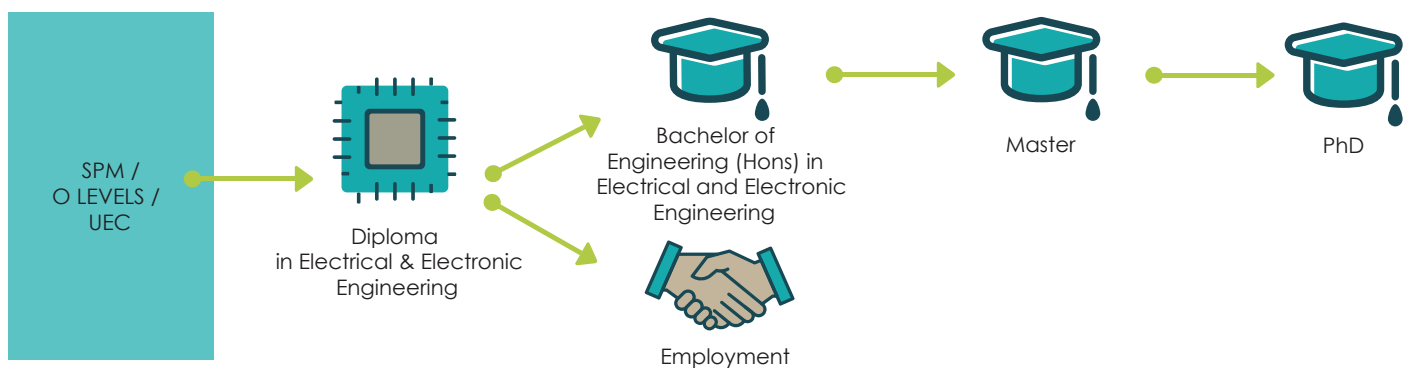 SPM /
O LEVELS /
UEC
Diploma
in Electrical & Electronic
Engineering
Bachelor of
Engineering (Hons) in
Electrical and Electronic
Engineering
Employment
Master
PhD